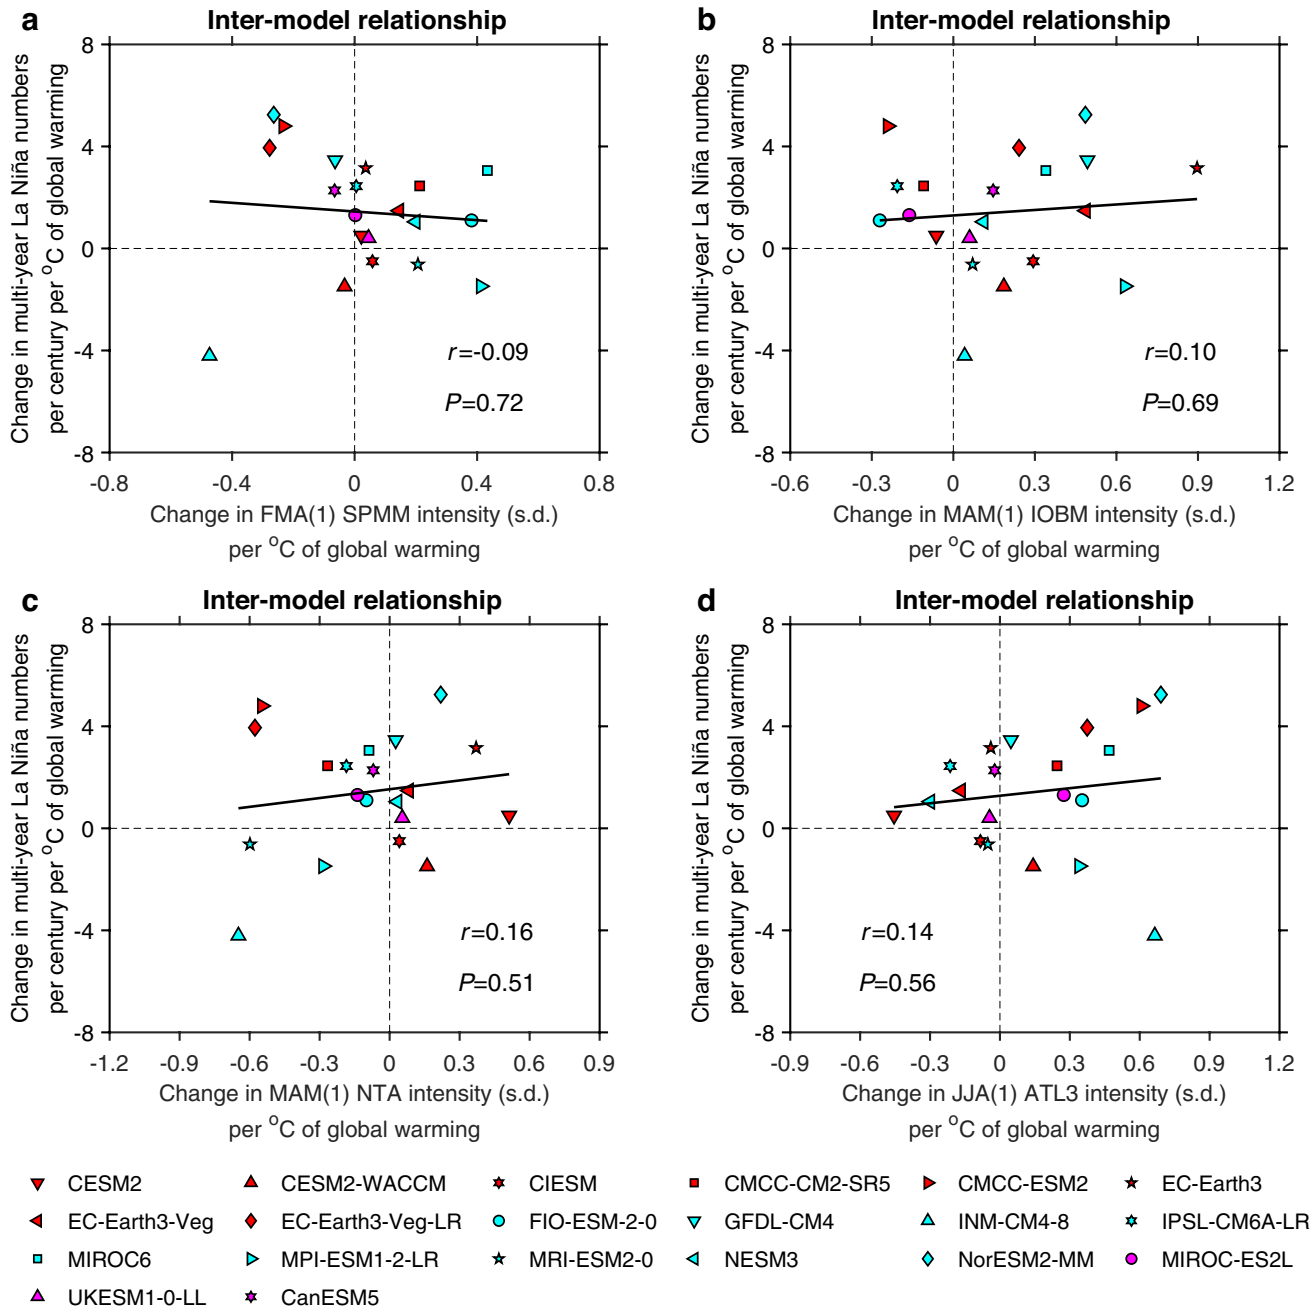 a
Inter-model relationship
8
4
0
-4
-8
Change in multi-year La Niña numbers
per century per °C of global warming
r=-0.09
P=0.72
-0.8
-0.4
0
0.4
0.8
Change in FMA(1) SPMM intensity (s.d.)
per °C of global warming
b
Inter-model relationship
8
4
0
-4
-8
Change in multi-year La Niña numbers
per century per °C of global warming
r=0.10
P=0.69
-0.6
-0.3
0
0.3
0.6
0.9
1.2
Change in MAM(1) IOBM intensity (s.d.)
per °C of global warming
c
Inter-model relationship
8
4
0
-4
-8
Change in multi-year La Niña numbers
per century per °C of global warming
r=0.16
P=0.51
-1.2
-0.9
-0.6
-0.3
0
0.3
0.6
0.9
Change in MAM(1) NTA intensity (s.d.)
per °C of global warming
d
Inter-model relationship
8
4
0
-4
-8
Change in multi-year La Niña numbers
per century per °C of global warming
r=0.14
P=0.56
-0.9
-0.6
-0.3
0
0.3
0.6
0.9
1.2
Change in JJA(1) ATL3 intensity (s.d.)
per °C of global warming
CESM2 CESM2-WACCM CIESM CMCC-CM2-SR5 CMCC-ESM2 EC-Earth3
EC-Earth3-Veg EC-Earth3-Veg-LR FIO-ESM-2-0 GFDL-CM4 INM-CM4-8 IPSL-CM6A-LR
MIROC6 MPI-ESM1-2-LR MRI-ESM2-0 NESM3 NorESM2-MM MIROC-ES2L
UKESM1-0-LL CanESM5